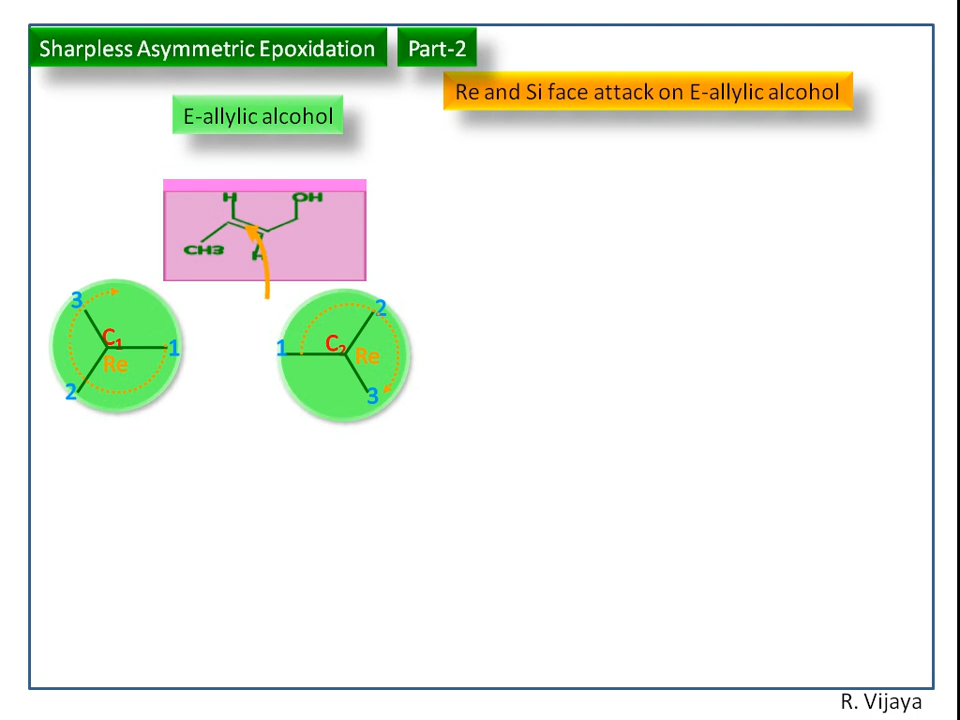 Sharpless Asymmetric Epoxidation Part-2
Re and Si face attack on E-allylic alcohol
E-allylic alcohol
H OH
CH3 H
3 C1 1 Re 2
2 1 C2 Re 3
R. Vijaya